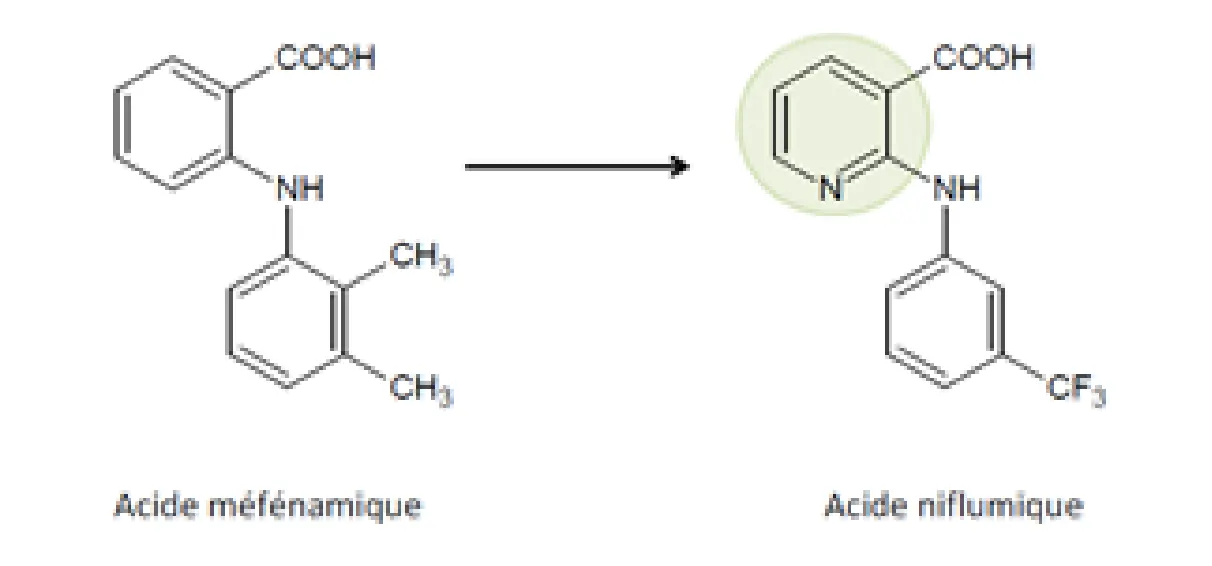 COOH
NH
CH3
CH3
Acide méfénamique
COOH
N
NH
CF3
Acide niflumique